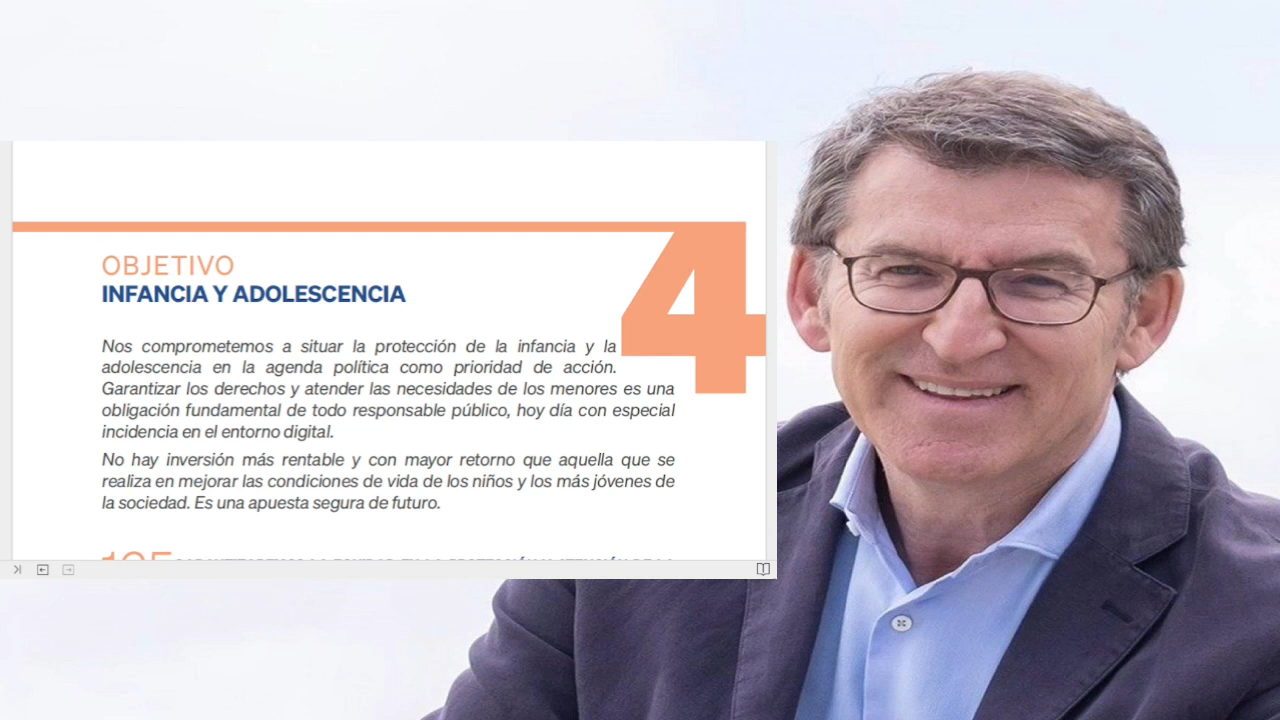 4
OBJETIVO
INFANCIA Y ADOLESCENCIA
Nos comprometemos a situar la protección de la infancia y la
adolescencia en la agenda política como prioridad de acción.
Garantizar los derechos y atender las necesidades de los menores es una
obligación fundamental de todo responsable público, hoy día con especial
incidencia en el entorno digital.
No hay inversión más rentable y con mayor retorno que aquella que se
realiza en mejorar las condiciones de vida de los niños y los más jóvenes de
la sociedad. Es una apuesta segura de futuro.